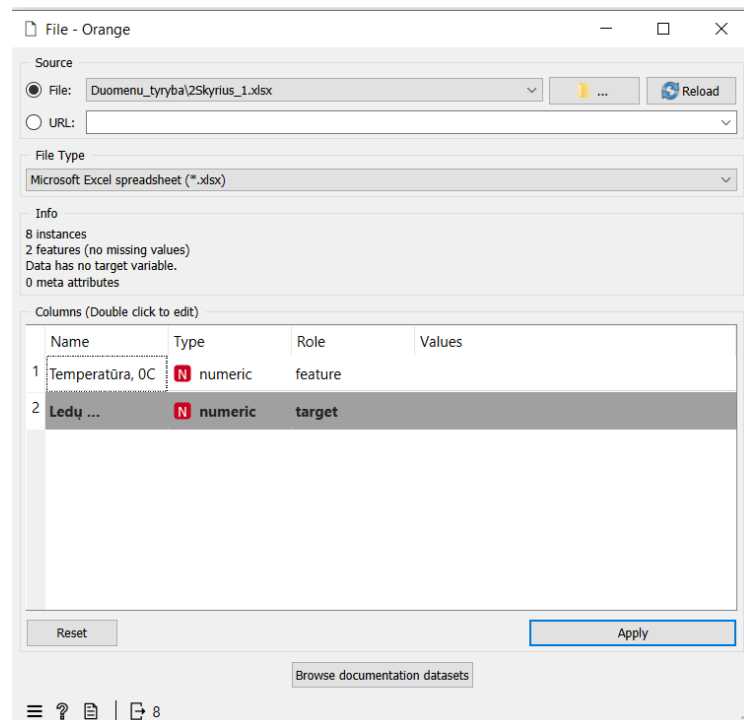 File - Orange
Source
File: Duomenu_tyryba\2Skyrius_1.xlsx ... Reload
URL:
File Type
Microsoft Excel spreadsheet (*.xlsx)
Info
8 instances
2 features (no missing values)
Data has no target variable.
0 meta attributes
Columns (Double click to edit)
Name Type Role Values
1 Temperatūra, 0C N numeric feature
2 Ledų ... N numeric target
Reset Apply
Browse documentation datasets
? 8